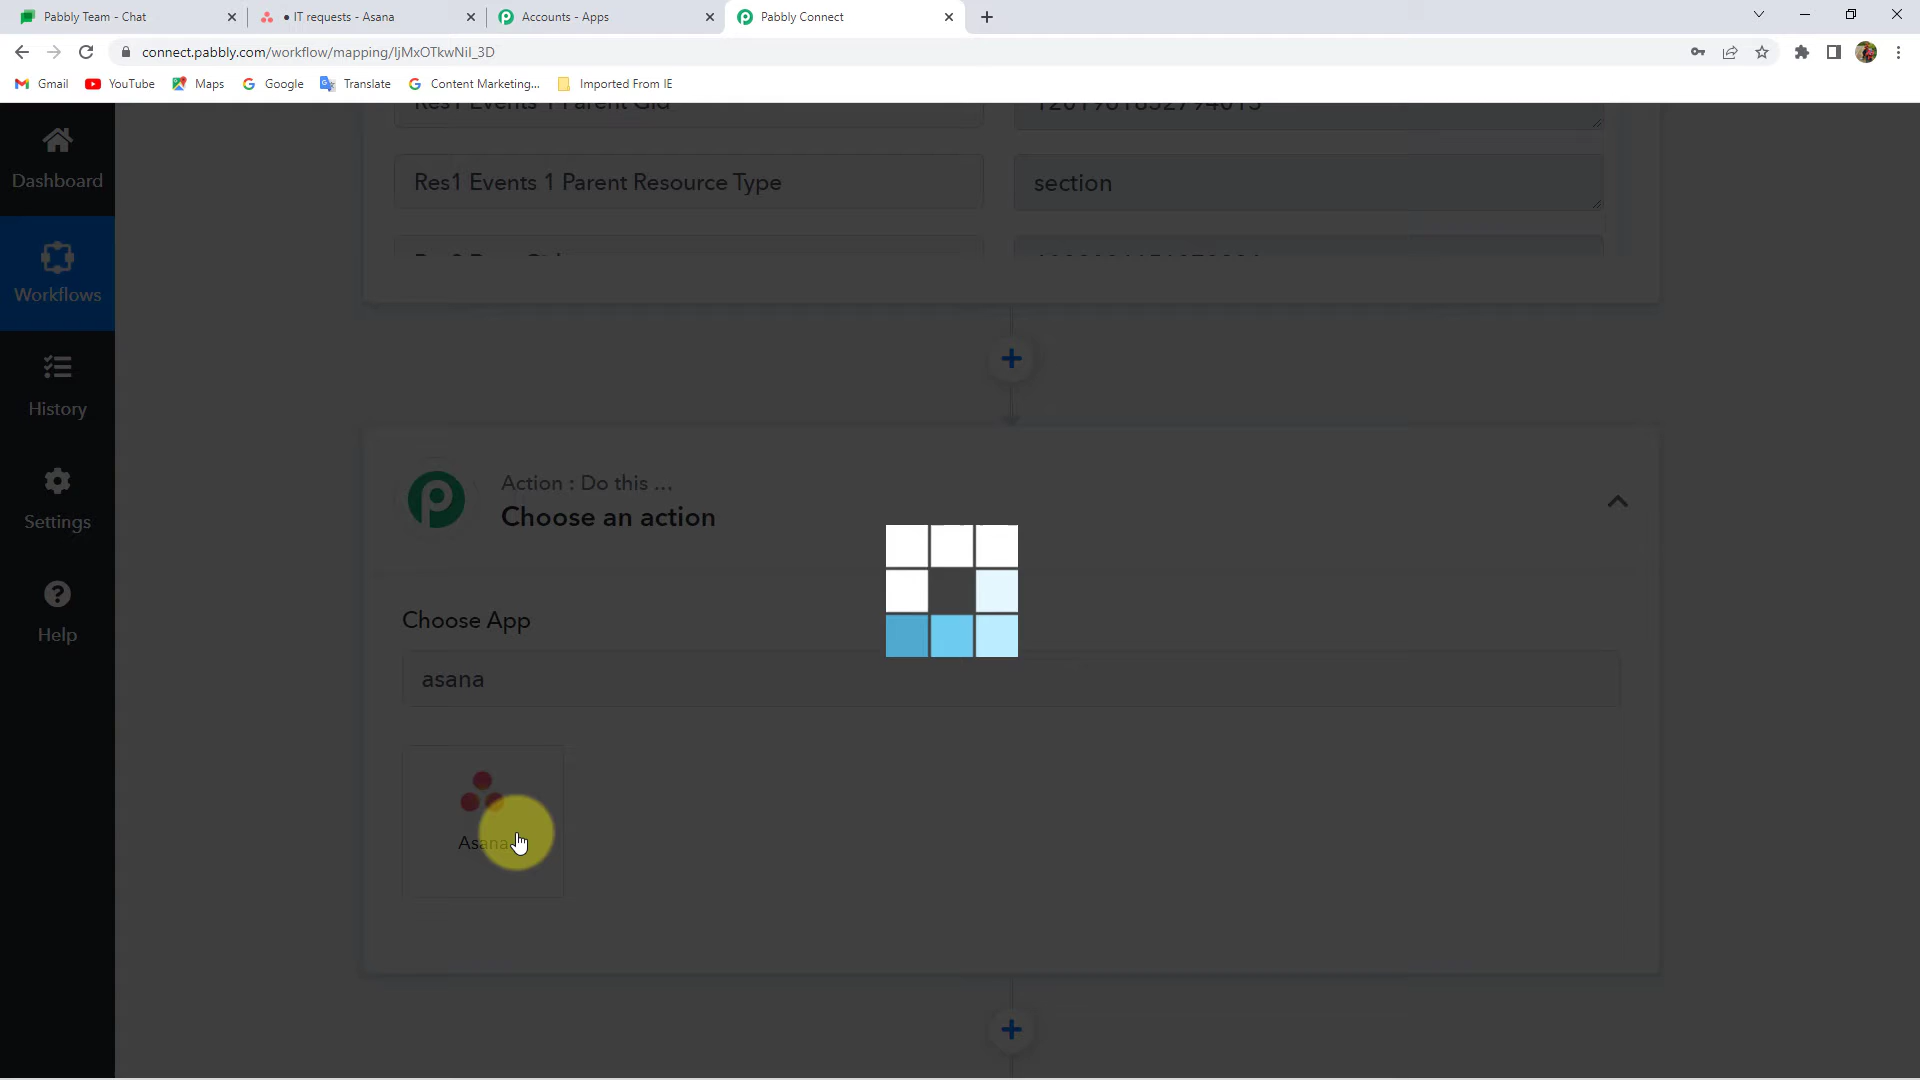 Pabbly Team - Chat
● IT requests - Asana
Accounts - Apps
Pabbly Connect
connect.pabbly.com/workflow/mapping/IjMxOTkwNiI_3D
Gmail
YouTube
Maps
Google
Translate
Content Marketing...
Imported From IE
Dashboard
Workflows
History
Settings
Help
Res1 Events 1 Parent Gid
Res1 Events 1 Parent Resource Type
section
Action : Do this ...
Choose an action
Choose App
asana
Asana